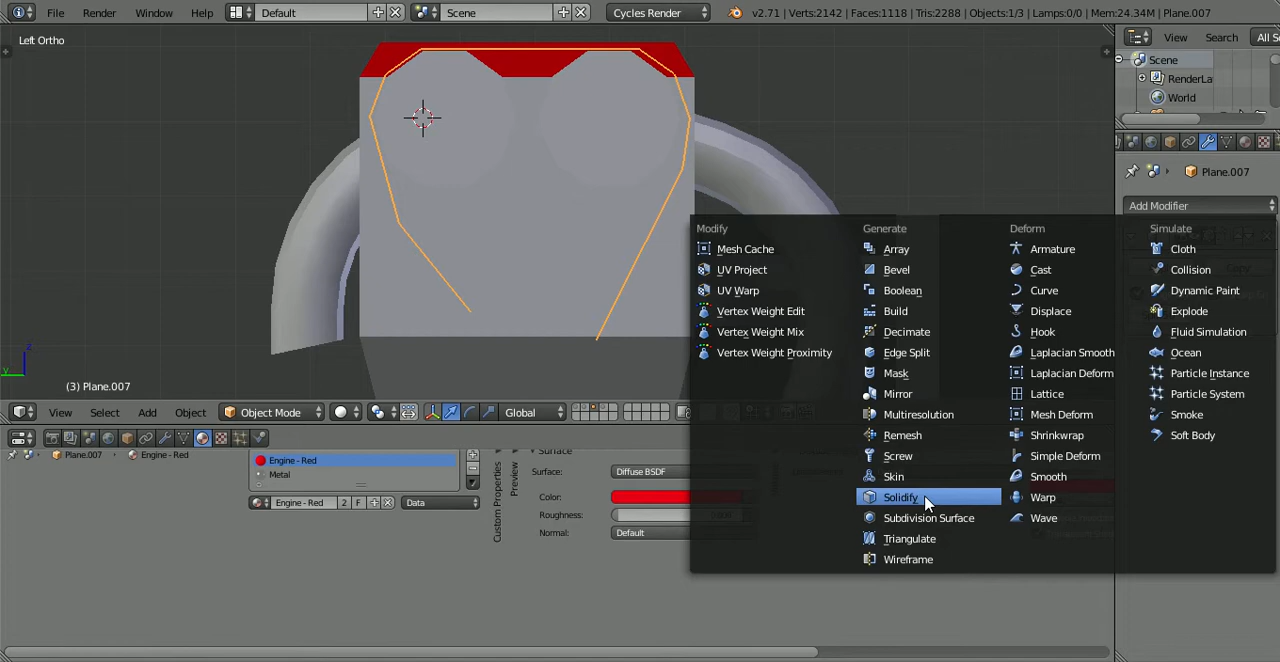 File Render Window Help Default Scene Cycles Render v2.71 | Verts:2142 | Faces:1118 | Tris:2288 | Objects:1/3 | Lamps:0/0 | Mem:24.34M | Plane.007
Left Ortho
View Search All S
Scene
RenderLa
World
Plane.007
Add Modifier
Modify Generate Deform Simulate
Mesh Cache Array Armature Cloth
UV Project Bevel Cast Collision
UV Warp Boolean Curve Dynamic Paint
Vertex Weight Edit Build Displace Explode
Vertex Weight Mix Decimate Hook Fluid Simulation
Vertex Weight Proximity Edge Split Laplacian Smooth Ocean
Mask Laplacian Deform Particle Instance
Mirror Lattice Particle System
Multiresolution Mesh Deform Smoke
Remesh Shrinkwrap Soft Body
Screw Simple Deform
Skin Smooth
Solidify Warp
Subdivision Surface Wave
Triangulate
Wireframe
z
y
(3) Plane.007
View Select Add Object Object Mode Global
Plane.007 Engine - Red
Engine - Red
Metal
Engine - Red 2 F Data
Custom Properties
Preview
Surface
Surface: Diffuse BSDF
Color:
Roughness:
Normal: Default